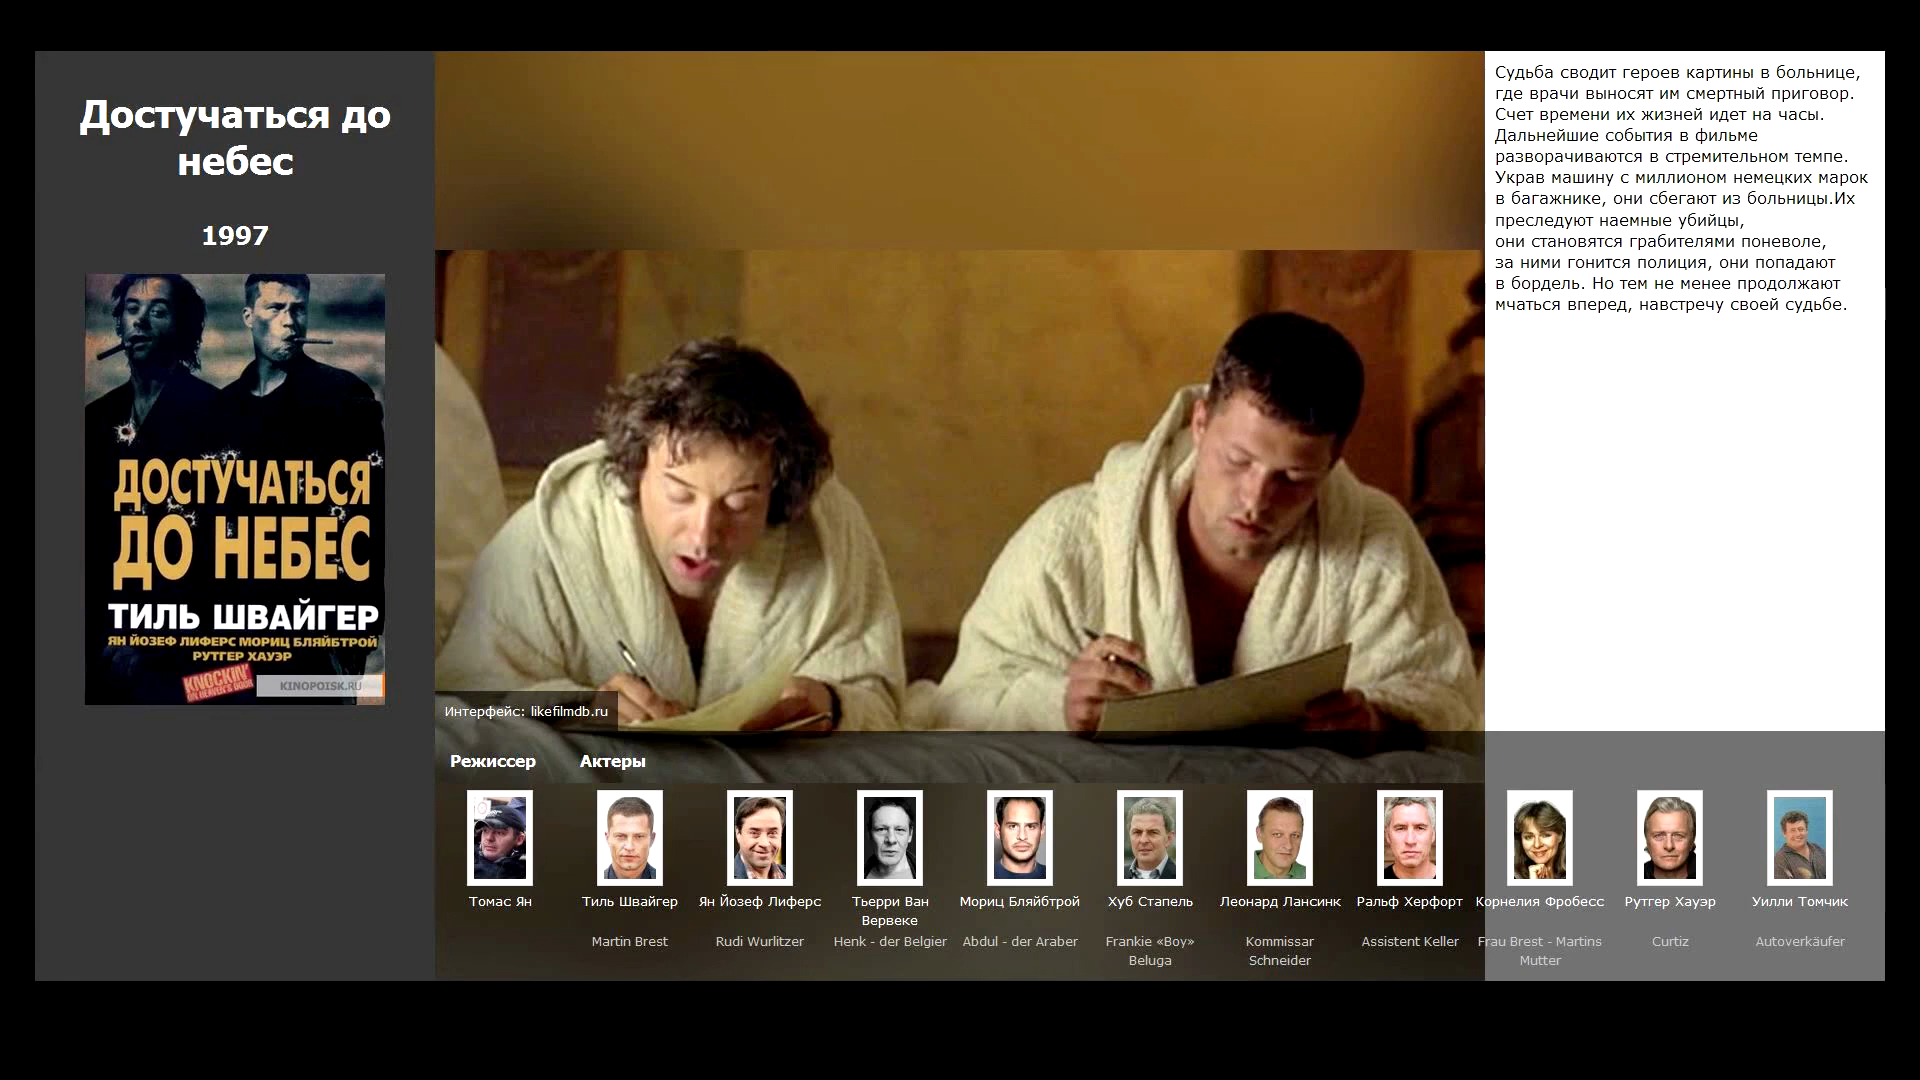 Достучаться до
небес
1997
ДОСТУЧАТЬСЯ
ДО НЕБЕС
ТИЛЬ ШВАЙГЕР
ЯН ЙОЗЕФ ЛИФЕРС МОРИЦ БЛЯЙБТРОЙ
РУТГЕР ХАУЭР
KNOCKIN'
ON HEAVEN'S DOOR
KINOPOISK.RU
Интерфейс: likefilmdb.ru
Судьба сводит героев картины в больнице,
где врачи выносят им смертный приговор.
Счет времени их жизней идет на часы.
Дальнейшие события в фильме
разворачиваются в стремительном темпе.
Украв машину с миллионом немецких марок
в багажнике, они сбегают из больницы.Их
преследуют наемные убийцы,
они становятся грабителями поневоле,
за ними гонится полиция, они попадают
в бордель. Но тем не менее продолжают
мчаться вперед, навстречу своей судьбе.
Режиссер Актеры
Томас Ян Тиль Швайгер Ян Йозеф Лиферс Тьерри Ван Мориц Бляйбтрой Хуб Стапель Леонард Лансинк Ральф Херфорт Корнелия Фробесс Рутгер Хауэр Уилли Томчик
Вервеке
Martin Brest Rudi Wurlitzer Henk - der Belgier Abdul - der Araber Frankie «Boy» Kommissar Assistent Keller Frau Brest - Martins Curtiz Autoverkäufer
Beluga Schneider Mutter